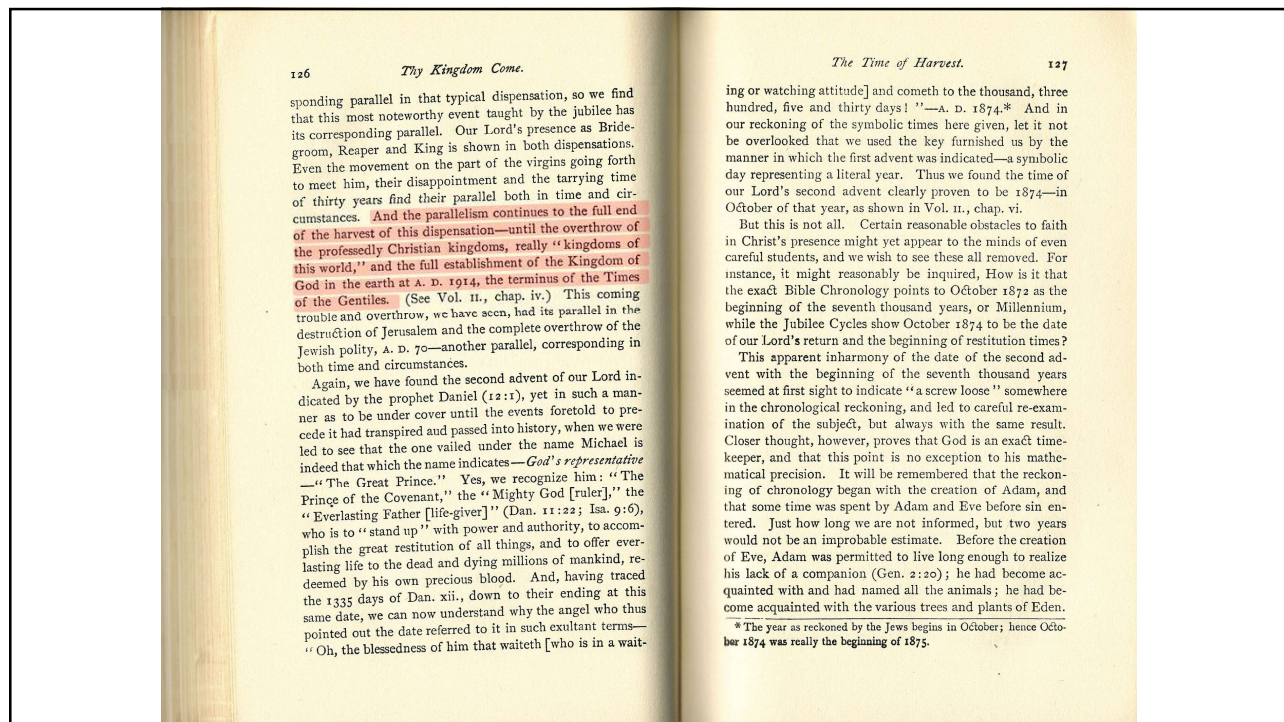 126 Thy Kingdom Come.
sponding parallel in that typical dispensation, so we find
that this most noteworthy event taught by the jubilee has
its corresponding parallel. Our Lord's presence as Bride-
groom, Reaper and King is shown in both dispensations.
Even the movement on the part of the virgins going forth
to meet him, their disappointment and the tarrying time
of thirty years find their parallel both in time and cir-
cumstances. And the parallelism continues to the full end
of the harvest of this dispensation—until the overthrow of
the professedly Christian kingdoms, really "kingdoms of
this world," and the full establishment of the Kingdom of
God in the earth at A. D. 1914, the terminus of the Times
of the Gentiles. (See Vol. II., chap. iv.) This coming
trouble and overthrow, we have seen, had its parallel in the
destruction of Jerusalem and the complete overthrow of the
Jewish polity, A. D. 70—another parallel, corresponding in
both time and circumstances.
Again, we have found the second advent of our Lord in-
dicated by the prophet Daniel (12:1), yet in such a man-
ner as to be under cover until the events foretold to pre-
cede it had transpired aud passed into history, when we were
led to see that the one vailed under the name Michael is
indeed that which the name indicates—God's representative
—"The Great Prince." Yes, we recognize him: "The
Prince of the Covenant," the "Mighty God [ruler]," the
"Everlasting Father [life-giver]" (Dan. 11:22; Isa. 9:6),
who is to "stand up" with power and authority, to accom-
plish the great restitution of all things, and to offer ever-
lasting life to the dead and dying millions of mankind, re-
deemed by his own precious blood. And, having traced
the 1335 days of Dan. xii., down to their ending at this
same date, we can now understand why the angel who thus
pointed out the date referred to it in such exultant terms—
"Oh, the blessedness of him that waiteth [who is in a wait-
The Time of Harvest. 127
ing or watching attitude] and cometh to the thousand, three
hundred, five and thirty days! "—A. D. 1874.* And in
our reckoning of the symbolic times here given, let it not
be overlooked that we used the key furnished us by the
manner in which the first advent was indicated—a symbolic
day representing a literal year. Thus we found the time of
our Lord's second advent clearly proven to be 1874—in
October of that year, as shown in Vol. II., chap. vi.
But this is not all. Certain reasonable obstacles to faith
in Christ's presence might yet appear to the minds of even
careful students, and we wish to see these all removed. For
instance, it might reasonably be inquired, How is it that
the exact Bible Chronology points to October 1872 as the
beginning of the seventh thousand years, or Millennium,
while the Jubilee Cycles show October 1874 to be the date
of our Lord's return and the beginning of restitution times?
This apparent inharmony of the date of the second ad-
vent with the beginning of the seventh thousand years
seemed at first sight to indicate "a screw loose" somewhere
in the chronological reckoning, and led to careful re-exam-
ination of the subject, but always with the same result.
Closer thought, however, proves that God is an exact time-
keeper, and that this point is no exception to his mathe-
matical precision. It will be remembered that the reckon-
ing of chronology began with the creation of Adam, and
that some time was spent by Adam and Eve before sin en-
tered. Just how long we are not informed, but two years
would not be an improbable estimate. Before the creation
of Eve, Adam was permitted to live long enough to realize
his lack of a companion (Gen. 2:20); he had become ac-
quainted with and had named all the animals; he had be-
come acquainted with the various trees and plants of Eden.
* The year as reckoned by the Jews begins in October; hence Octo-
ber 1874 was really the beginning of 1875.